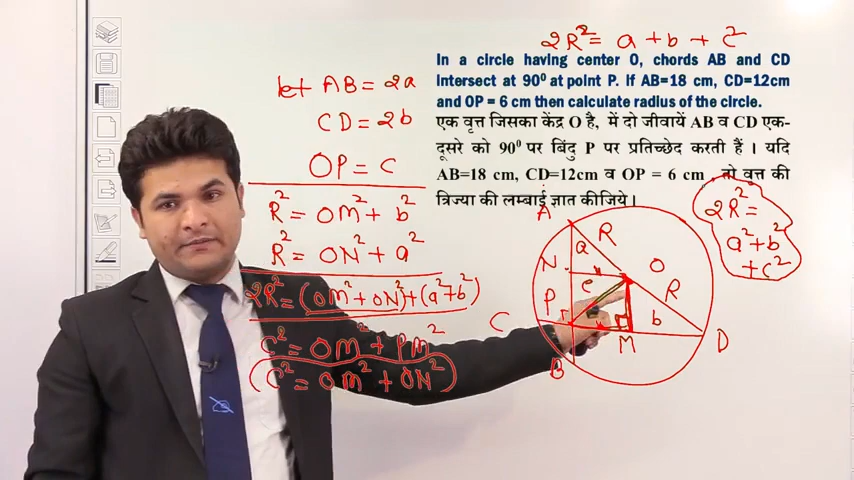 2R² = a + b + c²
In a circle having center O, chords AB and CD
intersect at 90⁰ at point P. If AB=18 cm, CD=12cm
and OP = 6 cm then calculate radius of the circle.
एक वृत्त जिसका केंद्र O है, में दो जीवायें AB व CD एक-
दूसरे को 90⁰ पर बिंदु P पर प्रतिच्छेद करती हैं । यदि
AB=18 cm, CD=12cm व OP = 6 cm , तो वृत्त की
त्रिज्या की लम्बाई ज्ञात कीजिये।
let AB = 2a
CD = 2b
OP = c
R² = OM² + b²
R² = ON² + a²
2R² = (OM² + ON²) + (a² + b²)
C² = OM² + PM²
(C² = OM² + ON²)
A
R
a
N
O
c
R
P
b
C
M
D
B
2R² =
a² + b²
+ c²